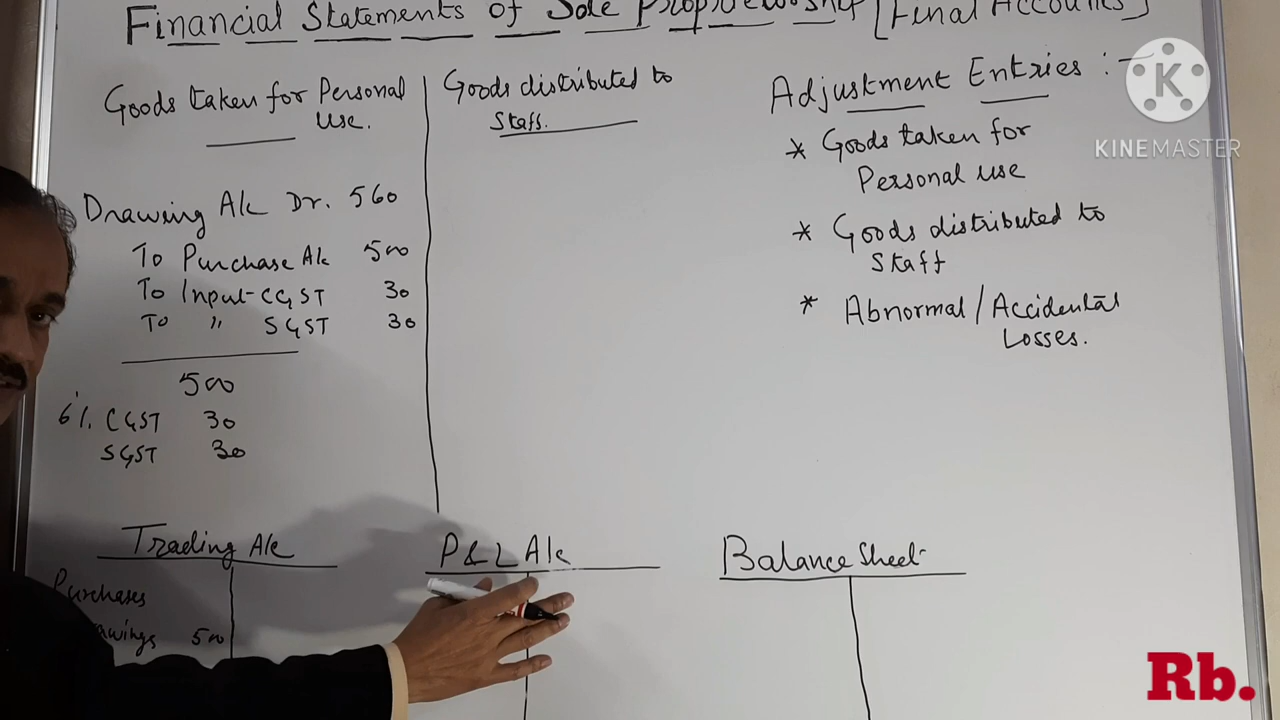 Financial Statements of Sole Proprietorship [Final Accounts]
Goods taken for Personal
Use.
Drawing A/c Dr. 560
To Purchase A/c 500
To Input-CGST 30
To " SGST 30
500
6% CGST 30
SGST 30
Goods distributed to
Staff.
Adjustment Entries :-
* Goods taken for
Personal use
* Goods distributed to
Staff
* Abnormal/Accidental
Losses.
Trading A/c
Purchases
rawings 500
P&L A/c
Balance Sheet
K
KINEMASTER
Rb.